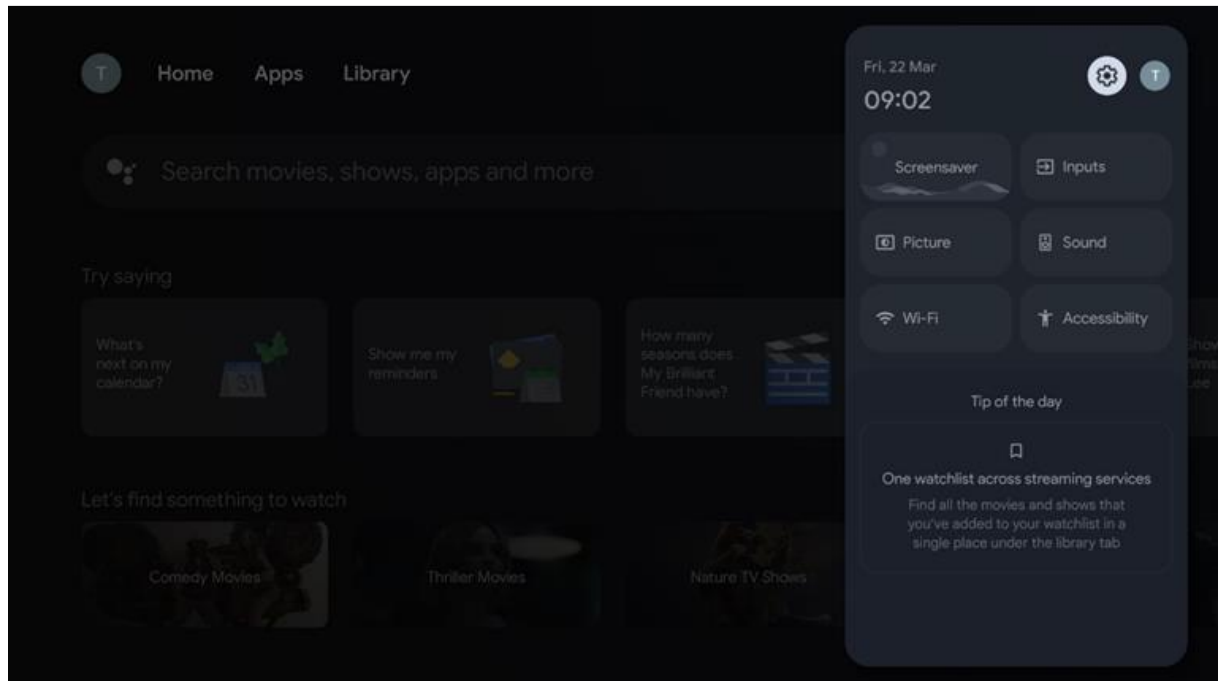 T
Home
Apps
Library
Search movies, shows, apps and more
Try saying
What's
next on my
calendar?
31
Show me my
reminders
How many
seasons does
My Brilliant
Friend have?
Let's find something to watch
Comedy Movies
Thriller Movies
Nature TV Shows
Fri, 22 Mar
09:02
T
Screensaver
Inputs
Picture
Sound
Wi-Fi
Accessibility
Tip of the day
One watchlist across streaming services
Find all the movies and shows that
you've added to your watchlist in a
single place under the library tab